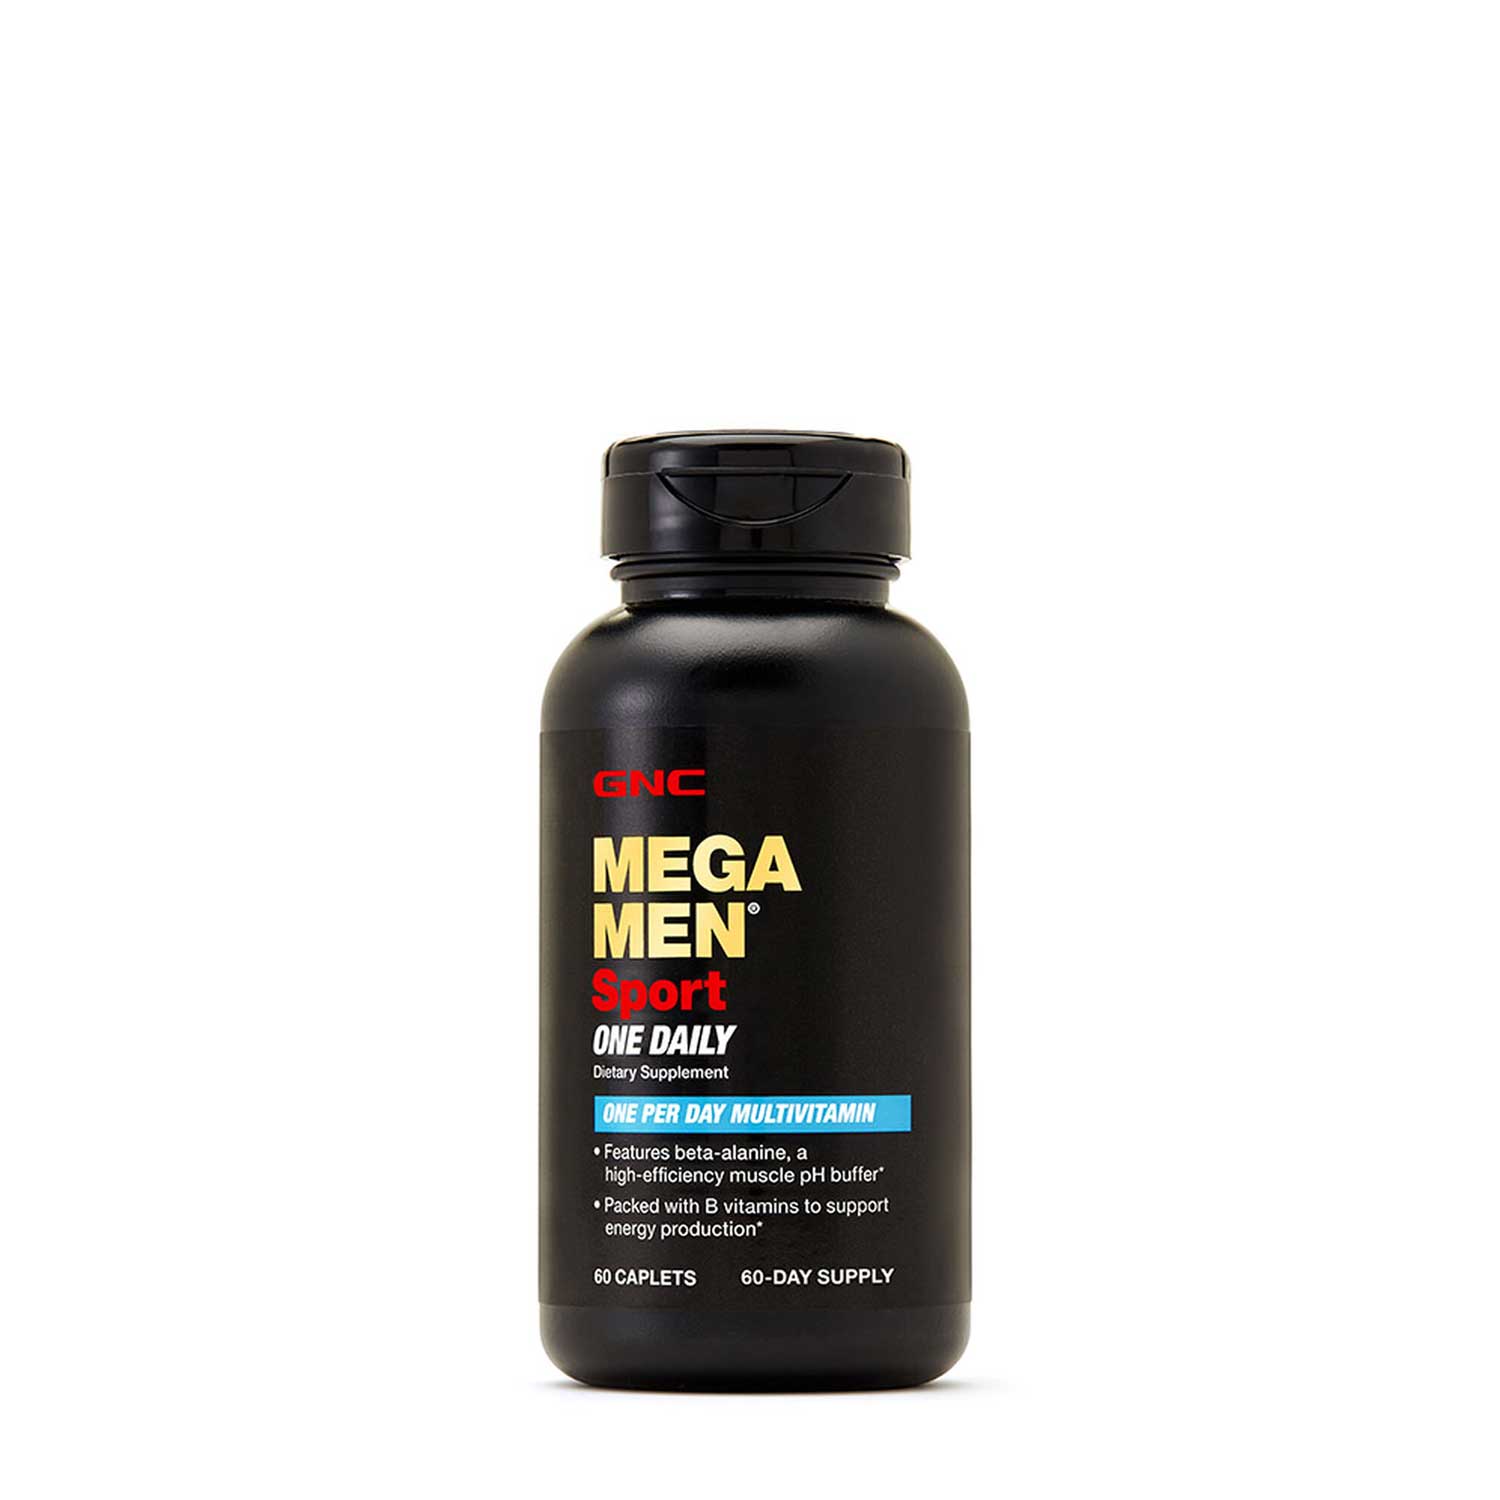 GNC
MEGA
MEN®
Sport
ONE DAILY
Dietary Supplement
ONE PER DAY MULTIVITAMIN
• Features beta-alanine, a
high-efficiency muscle pH buffer*
• Packed with B vitamins to support
energy production*
60 CAPLETS 60-DAY SUPPLY